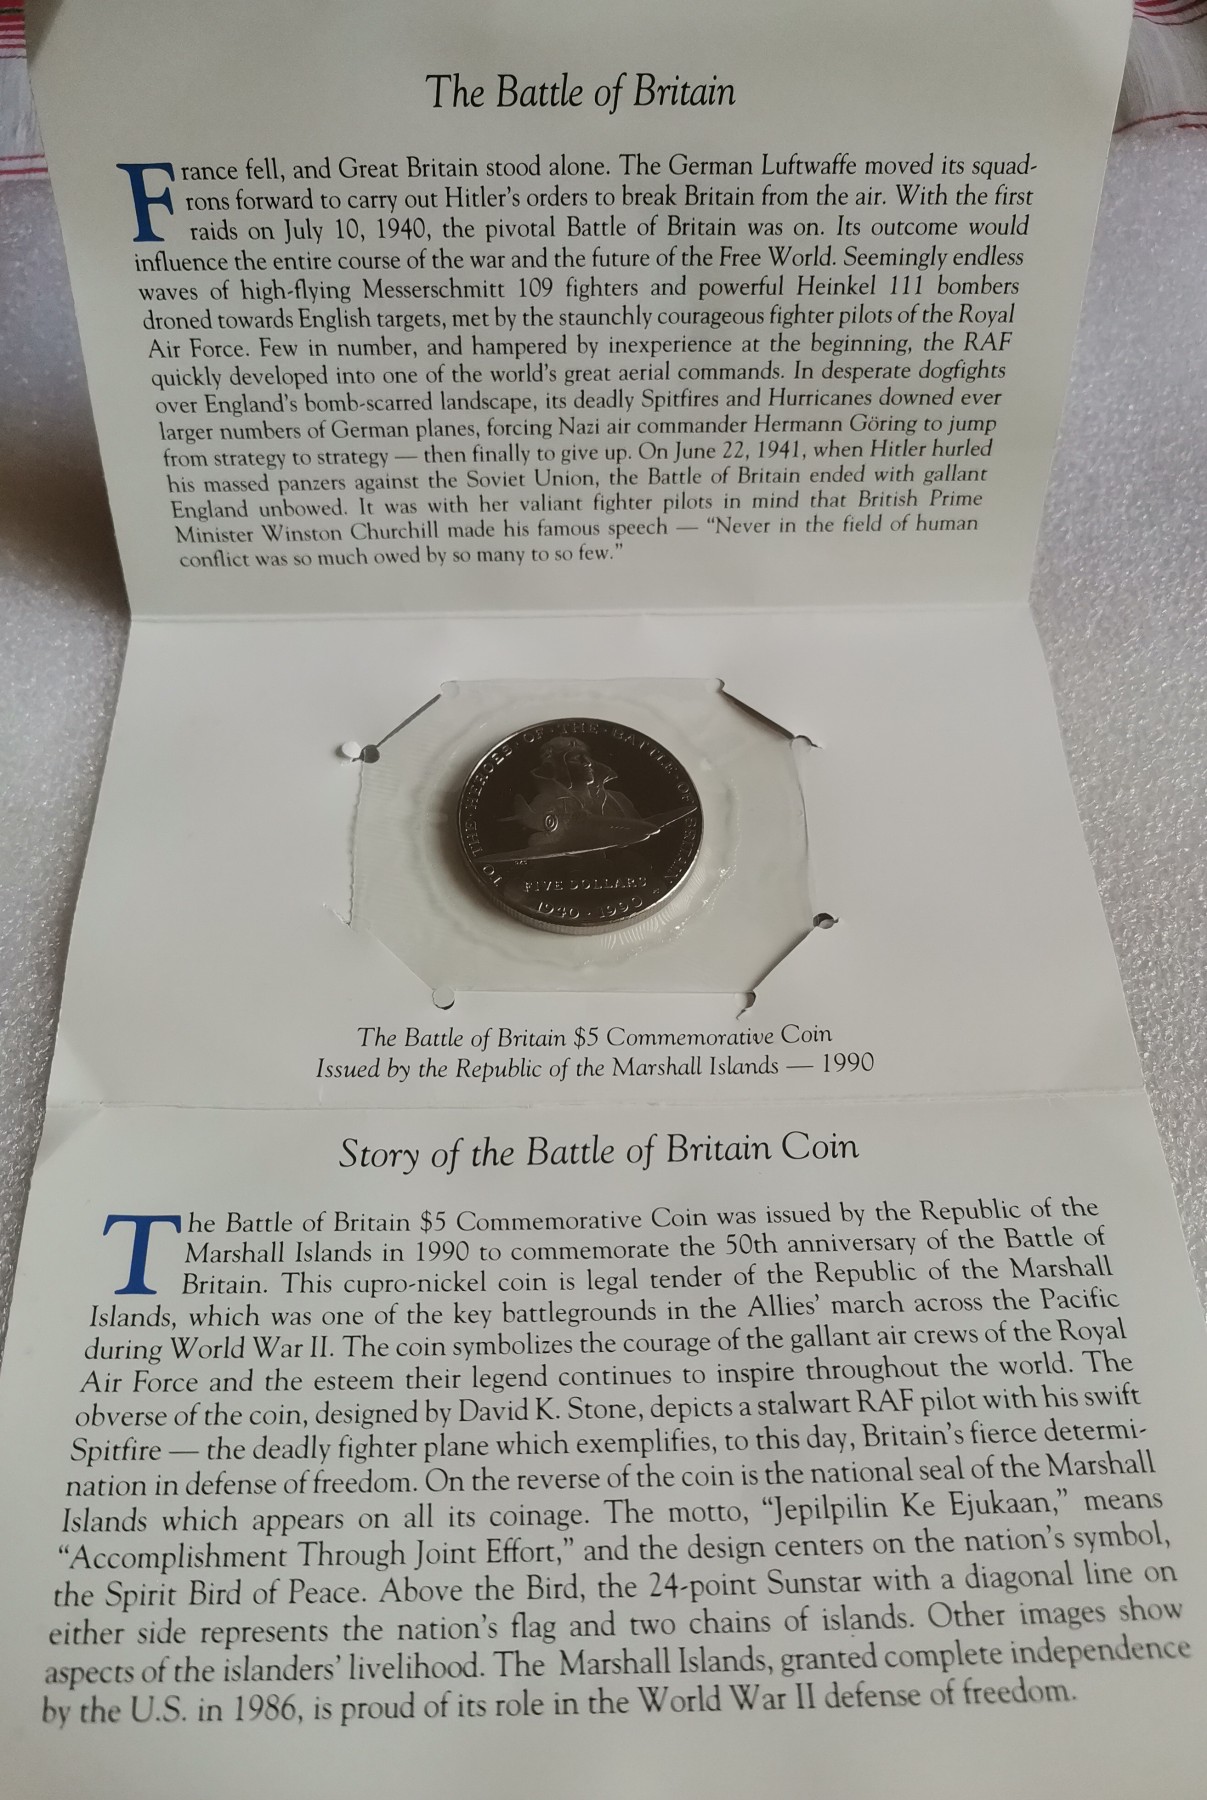 The Battle of Britain
France fell, and Great Britain stood alone. The German Luftwaffe moved its squad-
rons forward to carry out Hitler's orders to break Britain from the air. With the first
raids on July 10, 1940, the pivotal Battle of Britain was on. Its outcome would
influence the entire course of the war and the future of the Free World. Seemingly endless
waves of high-flying Messerschmitt 109 fighters and powerful Heinkel 111 bombers
droned towards English targets, met by the staunchly courageous fighter pilots of the Royal
Air Force. Few in number, and hampered by inexperience at the beginning, the RAF
quickly developed into one of the world's great aerial commands. In desperate dogfights
over England's bomb-scarred landscape, its deadly Spitfires and Hurricanes downed ever
larger numbers of German planes, forcing Nazi air commander Hermann Göring to jump
from strategy to strategy — then finally to give up. On June 22, 1941, when Hitler hurled
his massed panzers against the Soviet Union, the Battle of Britain ended with gallant
England unbowed. It was with her valiant fighter pilots in mind that British Prime
Minister Winston Churchill made his famous speech — “Never in the field of human
conflict was so much owed by so many to so few.”
TO THE · HEROES · OF · THE · BATTLE · OF BRITAIN
FIVE DOLLARS
1940 · 1990
The Battle of Britain $5 Commemorative Coin
Issued by the Republic of the Marshall Islands — 1990
Story of the Battle of Britain Coin
The Battle of Britain $5 Commemorative Coin was issued by the Republic of the
Marshall Islands in 1990 to commemorate the 50th anniversary of the Battle of
Britain. This cupro-nickel coin is legal tender of the Republic of the Marshall
Islands, which was one of the key battlegrounds in the Allies' march across the Pacific
during World War II. The coin symbolizes the courage of the gallant air crews of the Royal
Air Force and the esteem their legend continues to inspire throughout the world. The
obverse of the coin, designed by David K. Stone, depicts a stalwart RAF pilot with his swift
Spitfire — the deadly fighter plane which exemplifies, to this day, Britain's fierce determi-
nation in defense of freedom. On the reverse of the coin is the national seal of the Marshall
Islands which appears on all its coinage. The motto, “Jepilpilin Ke Ejukaan,” means
“Accomplishment Through Joint Effort,” and the design centers on the nation's symbol,
the Spirit Bird of Peace. Above the Bird, the 24-point Sunstar with a diagonal line on
either side represents the nation's flag and two chains of islands. Other images show
aspects of the islanders' livelihood. The Marshall Islands, granted complete independence
by the U.S. in 1986, is proud of its role in the World War II defense of freedom.